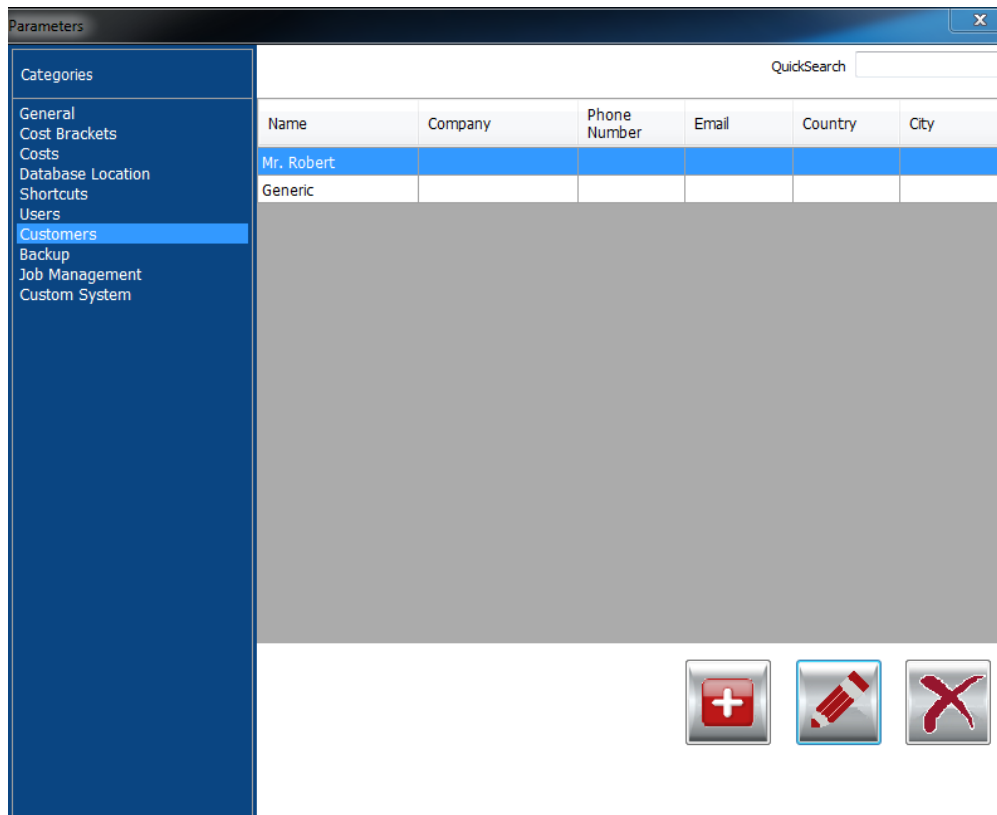 Parameters
x
Categories
General
Cost Brackets
Costs
Database Location
Shortcuts
Users
Customers
Backup
Job Management
Custom System
QuickSearch
Name Company Phone Number Email Country City
Mr. Robert
Generic